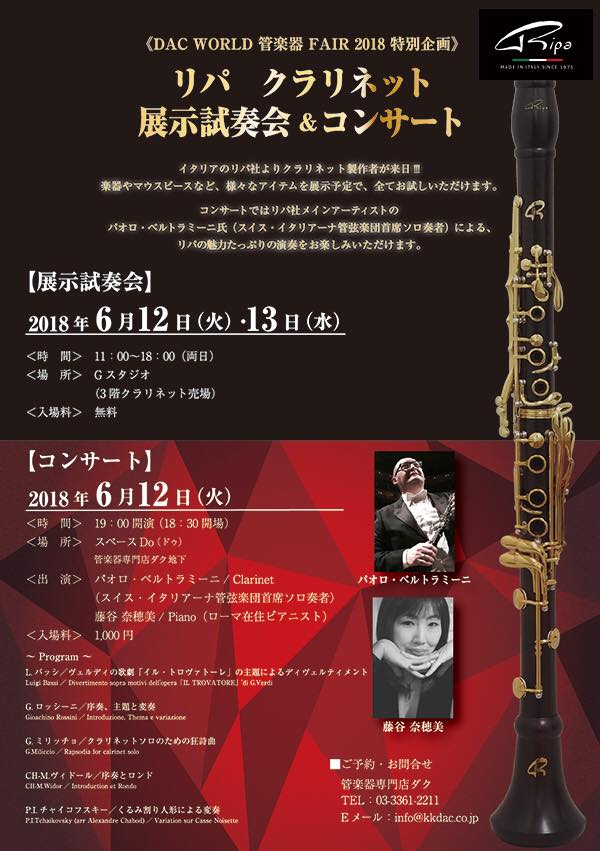 《DAC WORLD 管楽器 FAIR 2018 特別企画》
Ripa
MADE IN ITALY SINCE 1975
リパ クラリネット
展示試奏会&コンサート
Ripa
イタリアのリパ社よりクラリネット製作者が来日!!!
楽器やマウスピースなど、様々なアイテムを展示予定で、全てお試しいただけます。
コンサートではリパ社メインアーティストの
パオロ・ベルトラミーニ氏(スイス・イタリアーナ管弦楽団首席ソロ奏者)による、
リパの魅力たっぷりの演奏をお楽しみいただけます。
【展示試奏会】
2018年6月12日(火)・13日(水)
<時 間> 11:00〜18:00(両日)
<場 所> Gスタジオ
(3階クラリネット売場)
<入場料> 無料
【コンサート】
2018年6月12日(火)
<時 間> 19:00開演(18:30開場)
<場 所> スペースDo(ドゥ)
管楽器専門店ダク地下
<出 演> パオロ・ベルトラミーニ/Clarinet
(スイス・イタリアーナ管弦楽団首席ソロ奏者)
藤谷 奈穂美/Piano(ローマ在住ピアニスト)
<入場料> 1,000円
パオロ・ベルトラミーニ
藤谷 奈穂美
〜 Program 〜
L. バッシ/ヴェルディの歌劇「イル・トロヴァトーレ」の主題によるディヴェルティメント
Luigi Bassi / Divertimento sopra motivi dell'opera「IL TROVATORE」'di G.Verdi
G. ロッシーニ/序奏、主題と変奏
Gioachino Rossini / Introduzione, Thema e variazione
G. ミリッチョ/クラリネットソロのための狂詩曲
G.Miliccio / Rapsodia for calrinet solo
CH-M.ヴィドール/序奏とロンド
CH-M.Widor / Introduction et Rondo
P.I. チャイコフスキー/くるみ割り人形による変奏
P.I.Tchaikovsky (arr Alexandre Chabod) / Variation sur Casse Noisette
■ご予約・お問合せ
管楽器専門店ダク
TEL:03-3361-2211
Eメール:info@kkdac.co.jp